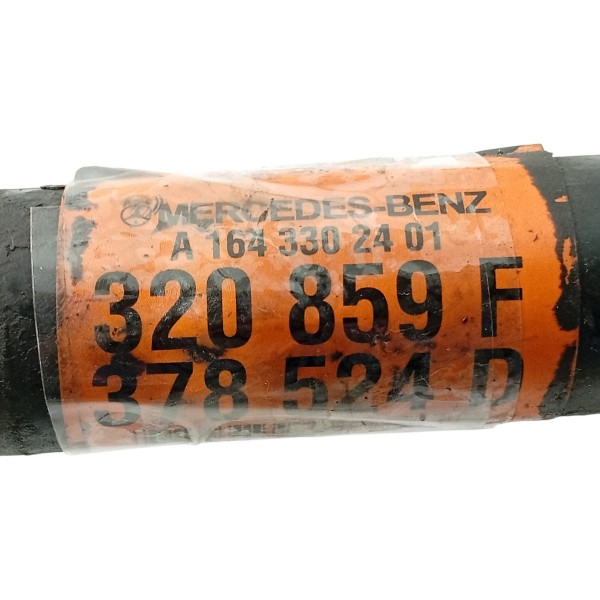 MERCEDES-BENZ
A 164 330 24 01
320 859 F
378 524 D